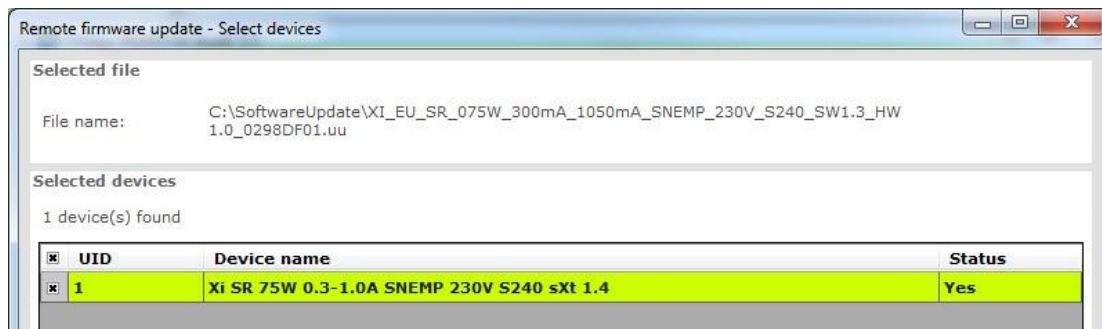 Remote firmware update - Select devices
Selected file
File name:
C:\SoftwareUpdate\XI_EU_SR_075W_300mA_1050mA_SNEMP_230V_S240_SW1.3_HW
1.0_0298DF01.uu
Selected devices
1 device(s) found
UID Device name Status
1 Xi SR 75W 0.3-1.0A SNEMP 230V S240 sXt 1.4 Yes